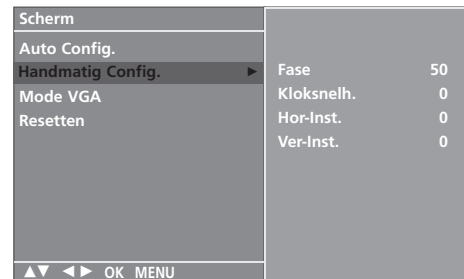 Scherm
Auto Config.
Handmatig Config. ►
Mode VGA
Resetten
Fase 50
Kloksnelh. 0
Hor-Inst. 0
Ver-Inst. 0
▲▼ ◄► OK MENU